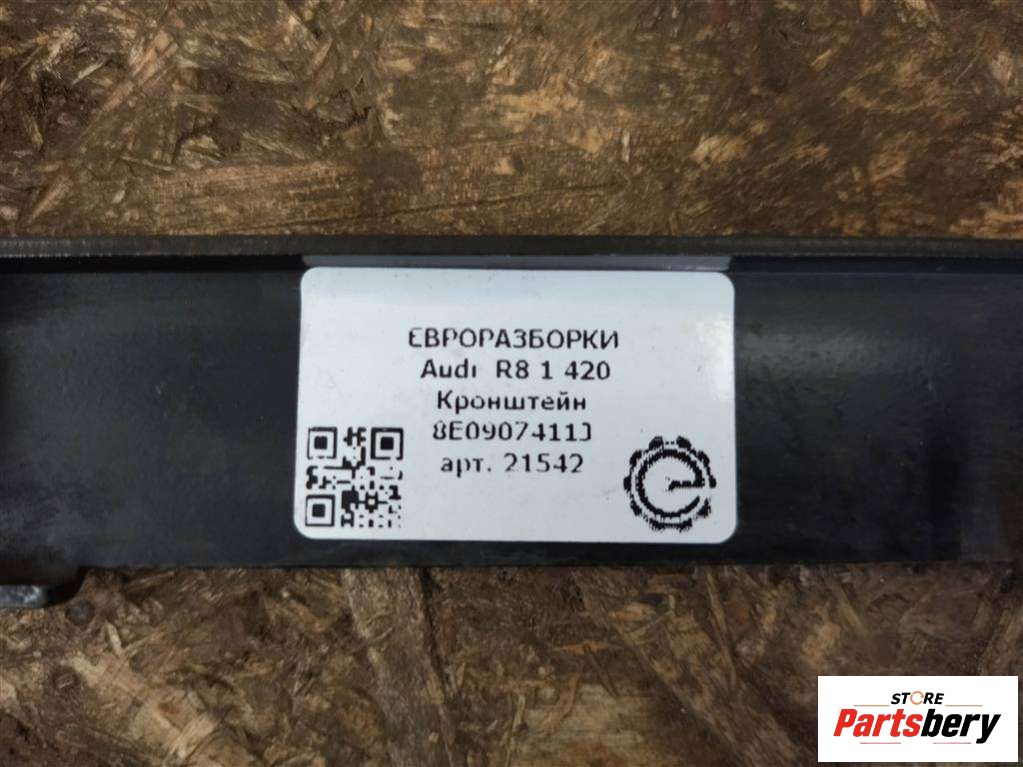 ЕВРОРАЗБОРКИ
Audi R8 1 420
Кронштейн
8E0907411J
арт. 21542
STORE
Partsbery